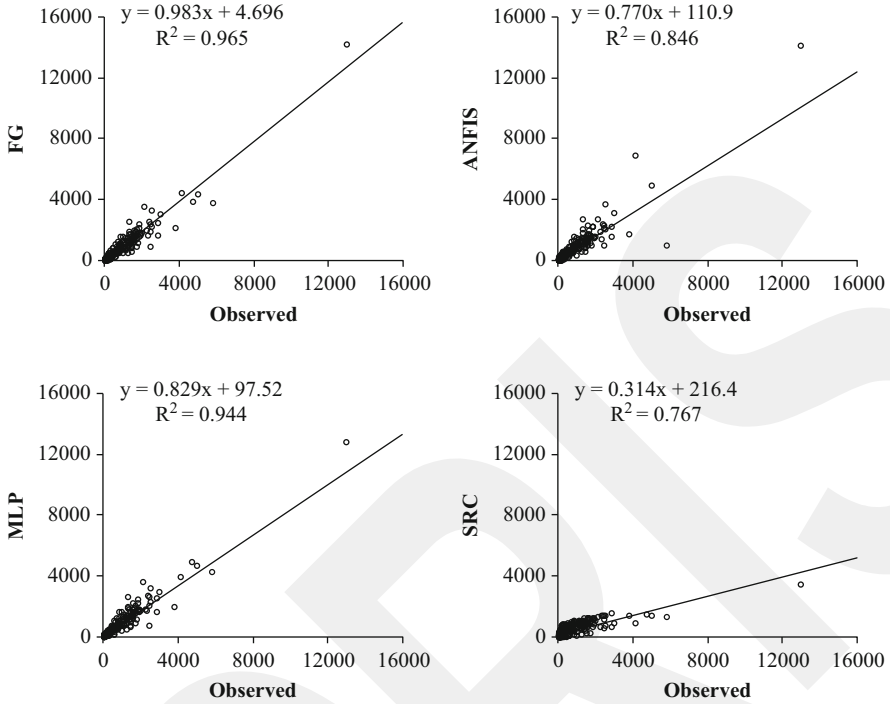 y = 0.983x + 4.696
R² = 0.965
16000
12000
8000
4000
0
FG
0 4000 8000 12000 16000
Observed
y = 0.770x + 110.9
R² = 0.846
16000
12000
8000
4000
0
ANFIS
0 4000 8000 12000 16000
Observed
y = 0.829x + 97.52
R² = 0.944
16000
12000
8000
4000
0
MLP
0 4000 8000 12000 16000
Observed
y = 0.314x + 216.4
R² = 0.767
16000
12000
8000
4000
0
SRC
0 4000 8000 12000 16000
Observed